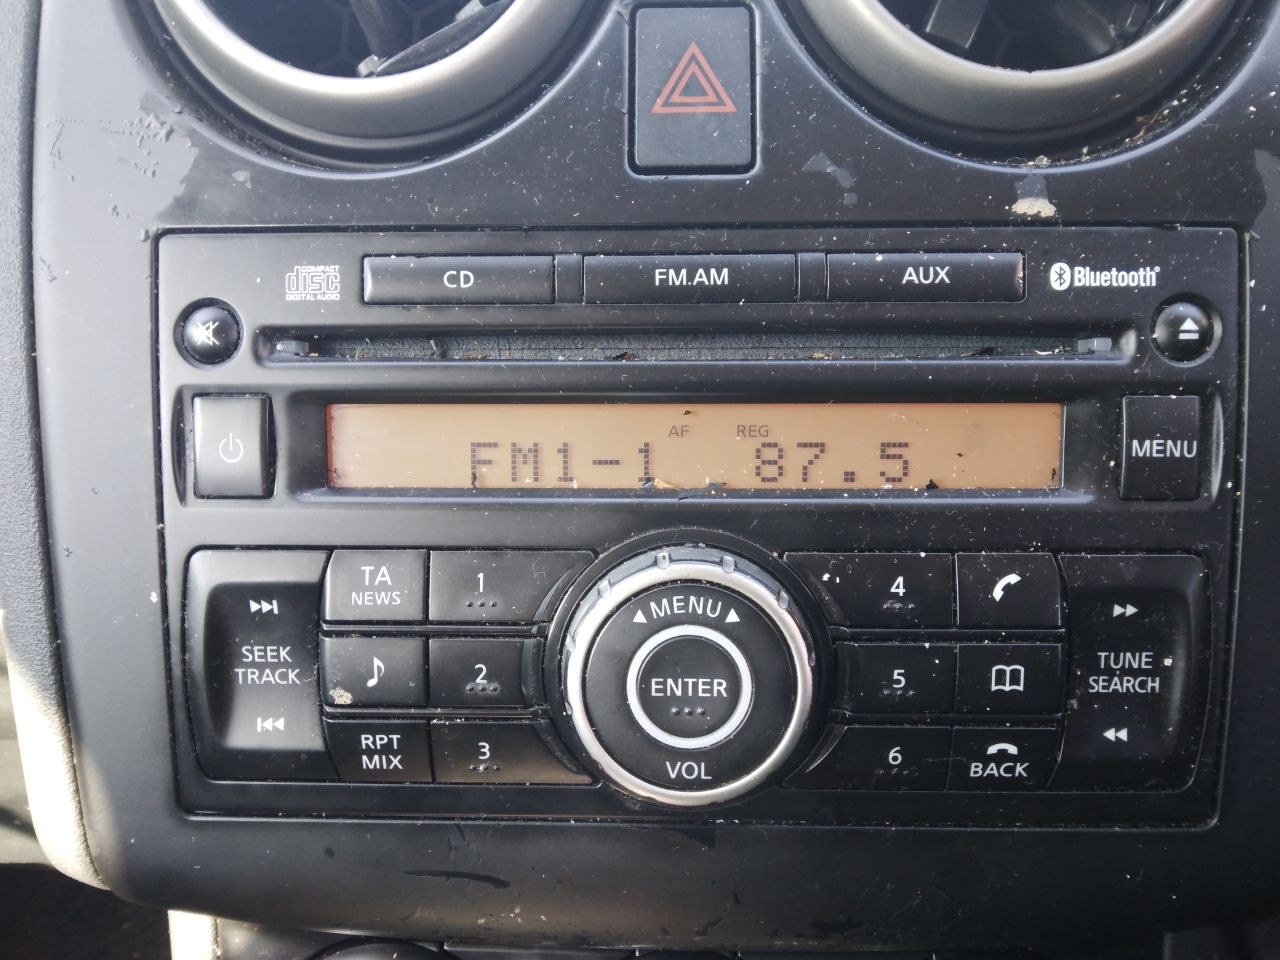 COMPACT
disc
DIGITAL AUDIO
CD
FM.AM
AUX
Bluetooth®
AF REG
FM1-1 87.5
MENU
TA
NEWS
1
MENU
4
SEEK
TRACK
2
ENTER
5
TUNE
SEARCH
RPT
MIX
3
VOL
6
BACK